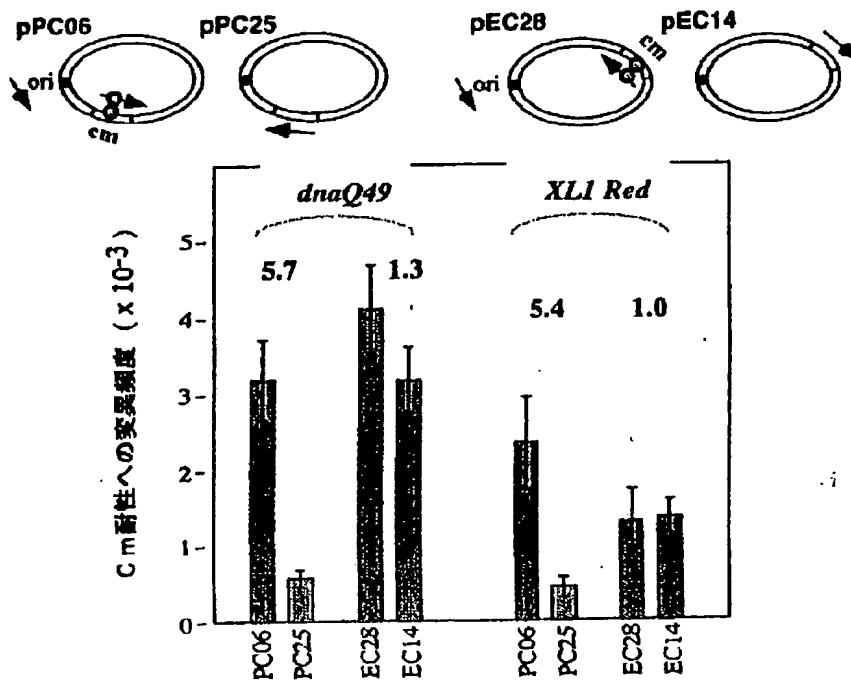 pPC06 pPC25 pEC28 pEC14
ori cm ori cm
dnaQ49 XL1 Red
5.7 1.3 5.4 1.0
Cm耐性への変異頻度 (x 10-3)
5-
4-
3-
2-
1-
0-
PC06 PC25 EC28 EC14 PC06 PC25 EC28 EC14